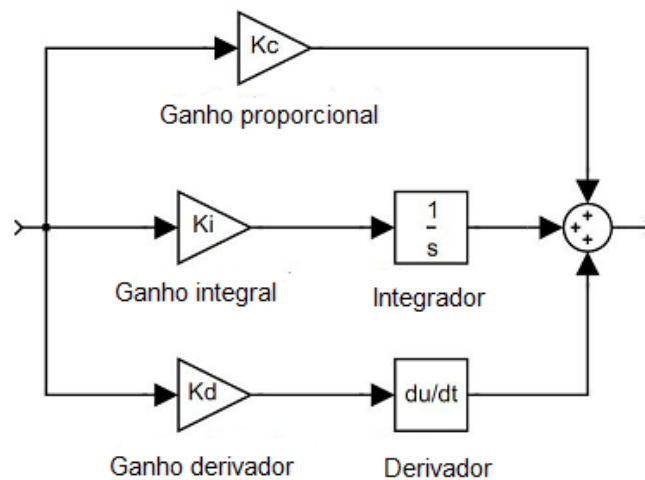 Kc
Ganho proporcional
Ki
1
s
+
+
+
Ganho integral
Integrador
Kd
du/dt
Ganho derivador
Derivador